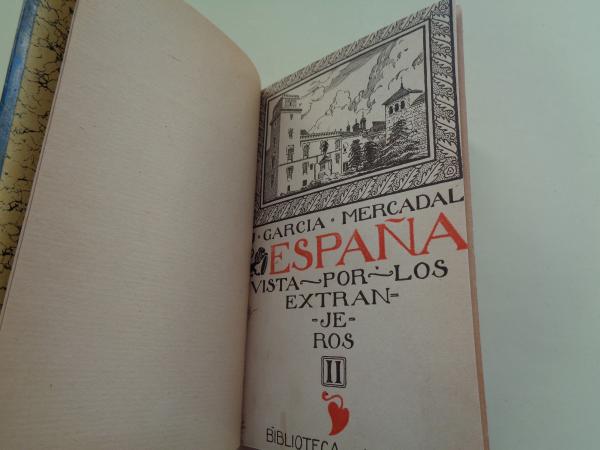 GARCIA · MERCADAL
ESPAÑA
VISTA~POR~LOS
EXTRAN-
-JE-
ROS
II
BIBLIOTECA